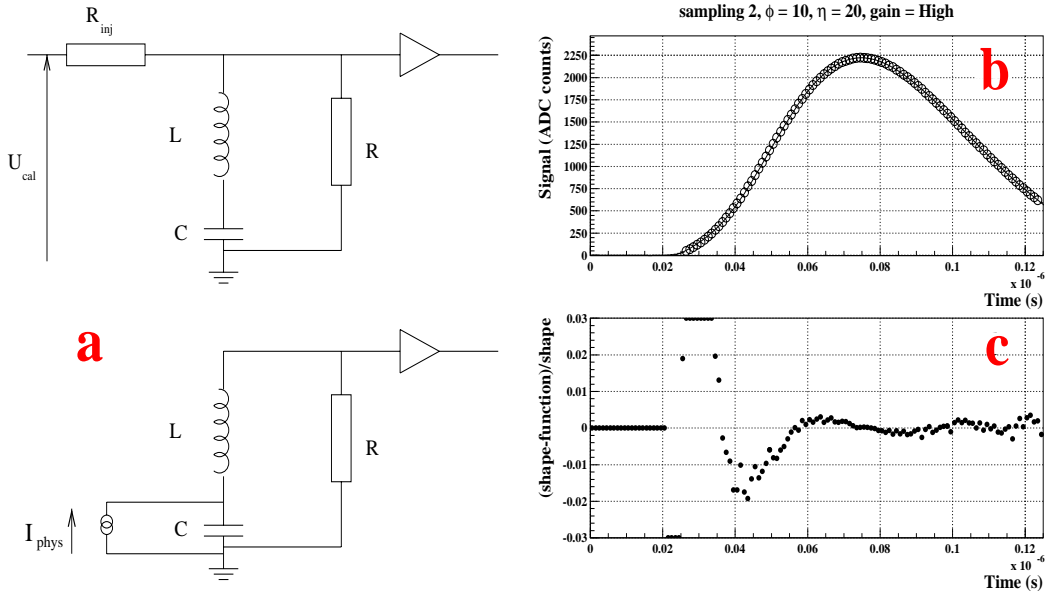 R inj
L
R
U cal
C
a
L
R
I phys
C
sampling 2, ϕ = 10, η = 20, gain = High
b
Signal (ADC counts)
2250
2000
1750
1500
1250
1000
750
500
250
0
0 0.02 0.04 0.06 0.08 0.1 0.12
x 10 -6
Time (s)
c
(shape-function)/shape
0.03
0.02
0.01
0
-0.01
-0.02
-0.03
0 0.02 0.04 0.06 0.08 0.1 0.12
x 10 -6
Time (s)